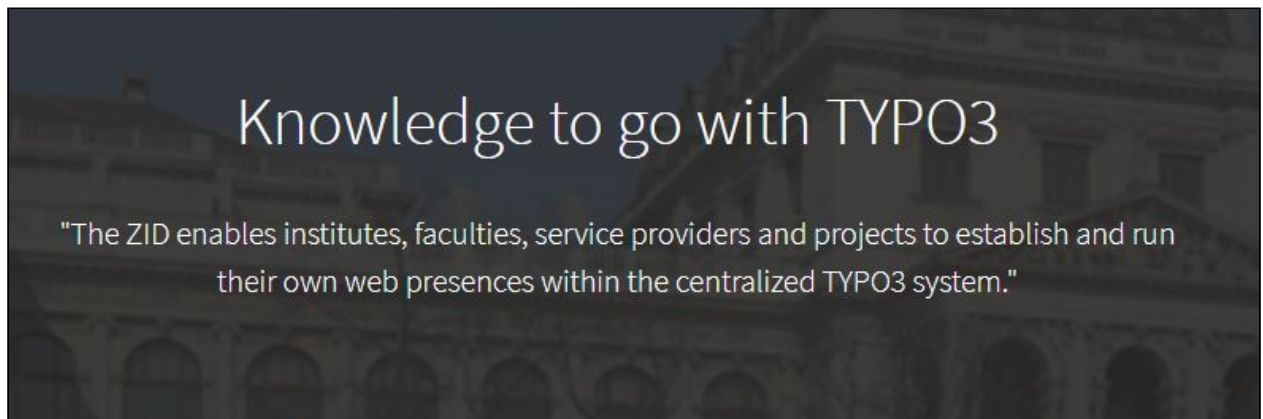 Knowledge to go with TYPO3
"The ZID enables institutes, faculties, service providers and projects to establish and run
their own web presences within the centralized TYPO3 system."